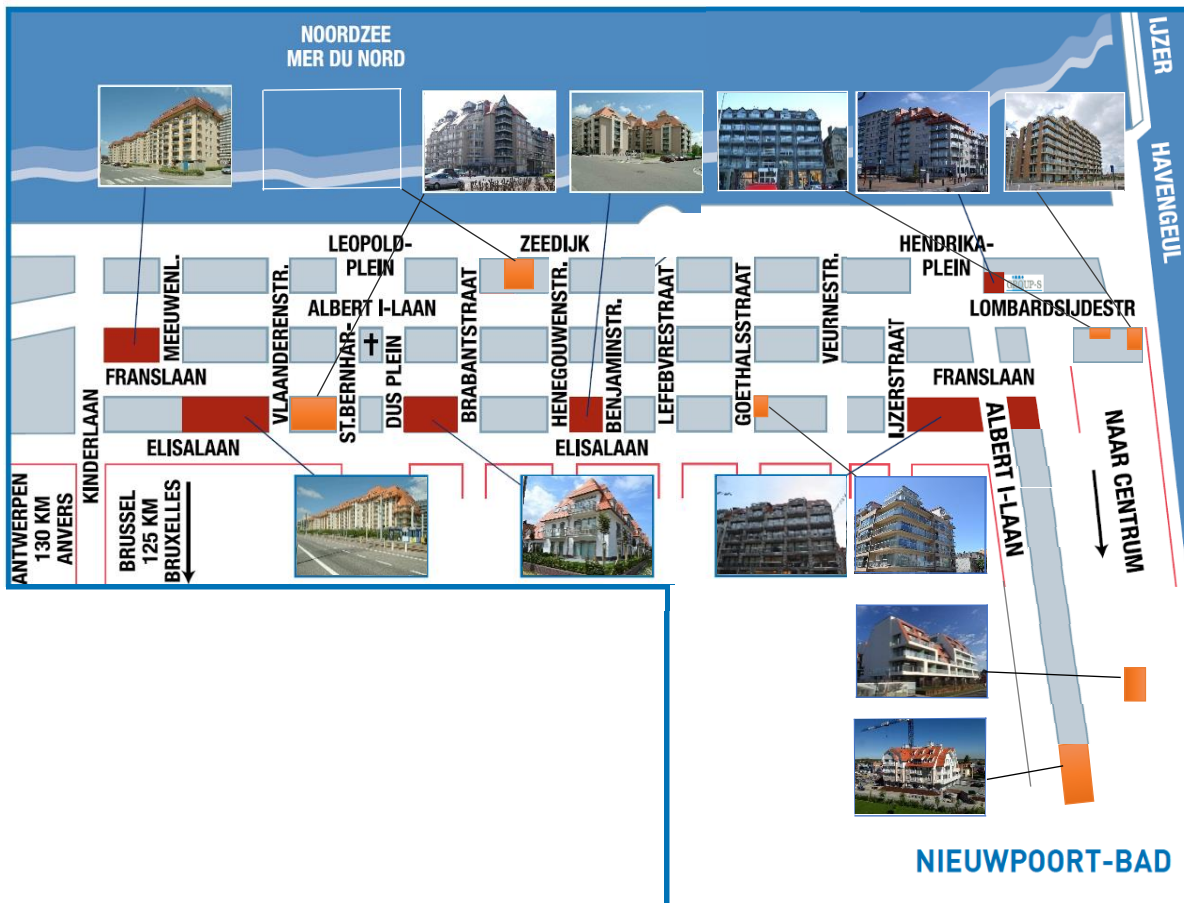 NOORDZEE
MER DU NORD
IJZER
HAVENGEUL
LEOPOLD-
PLEIN
ZEEDIJK
HENDRIKA-
PLEIN
GROUP-S
MEEUWENL.
VLAANDERENSTR.
ALBERT I-LAAN
ST.BERNHAR-
DUS PLEIN
BRABANTSTRAAT
HENEGOUWENSTR.
BENJAMINSTR.
LEFEBVRESTRAAT
GOETHALSSTRAAT
VEURNESTR.
IJZERSTRAAT
LOMBARDSIJDESTR
FRANSLAAN
FRANSLAAN
KINDERLAAN
ELISALAAN
ELISALAAN
ALBERT I-LAAN
NAAR CENTRUM
ANTWERPEN
130 KM
ANVERS
BRUSSEL
125 KM
BRUXELLES
NIEUWPOORT-BAD